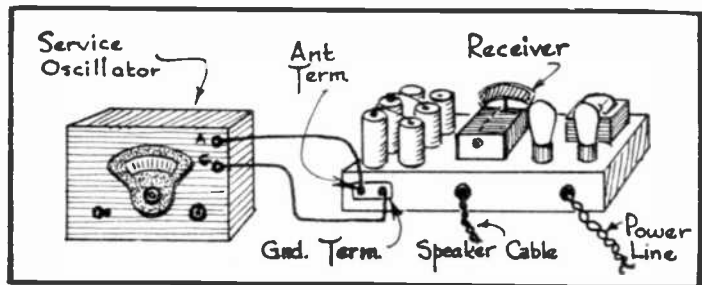 Service
Oscillator
Ant
Term
Receiver
A
G
Gnd. Term
Speaker Cable
Power
Line